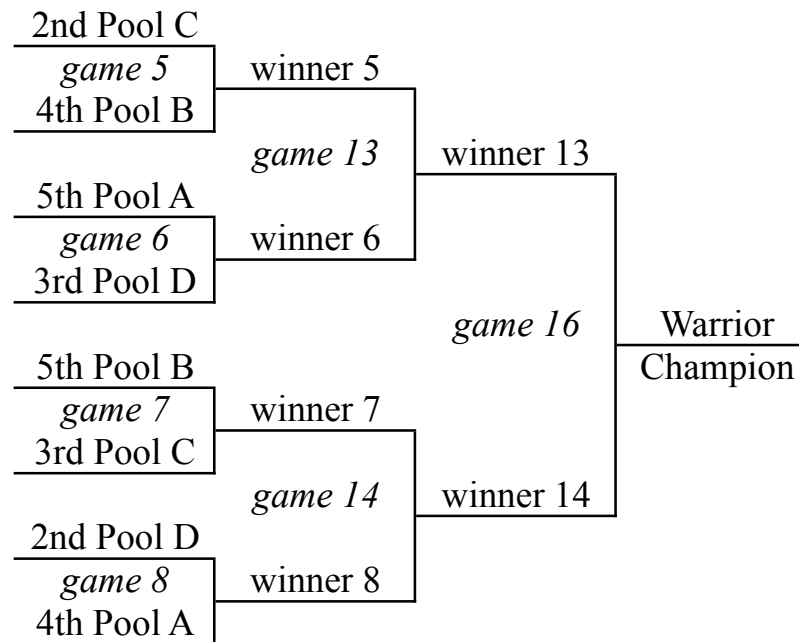 2nd Pool C
game 5
winner 5
4th Pool B
game 13
winner 13
5th Pool A
game 6
winner 6
3rd Pool D
game 16
Warrior
Champion
5th Pool B
game 7
winner 7
3rd Pool C
game 14
winner 14
2nd Pool D
game 8
winner 8
4th Pool A